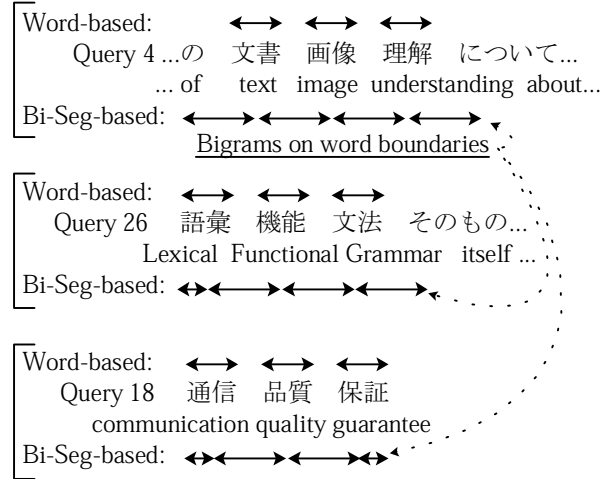 Word-based:
Query 4 ...の 文書 画像 理解 について...
... of text image understanding about...
Bi-Seg-based:
Bigrams on word boundaries
Word-based:
Query 26 語彙 機能 文法 そのもの...
Lexical Functional Grammar itself ...
Bi-Seg-based:
Word-based:
Query 18 通信 品質 保証
communication quality guarantee
Bi-Seg-based: